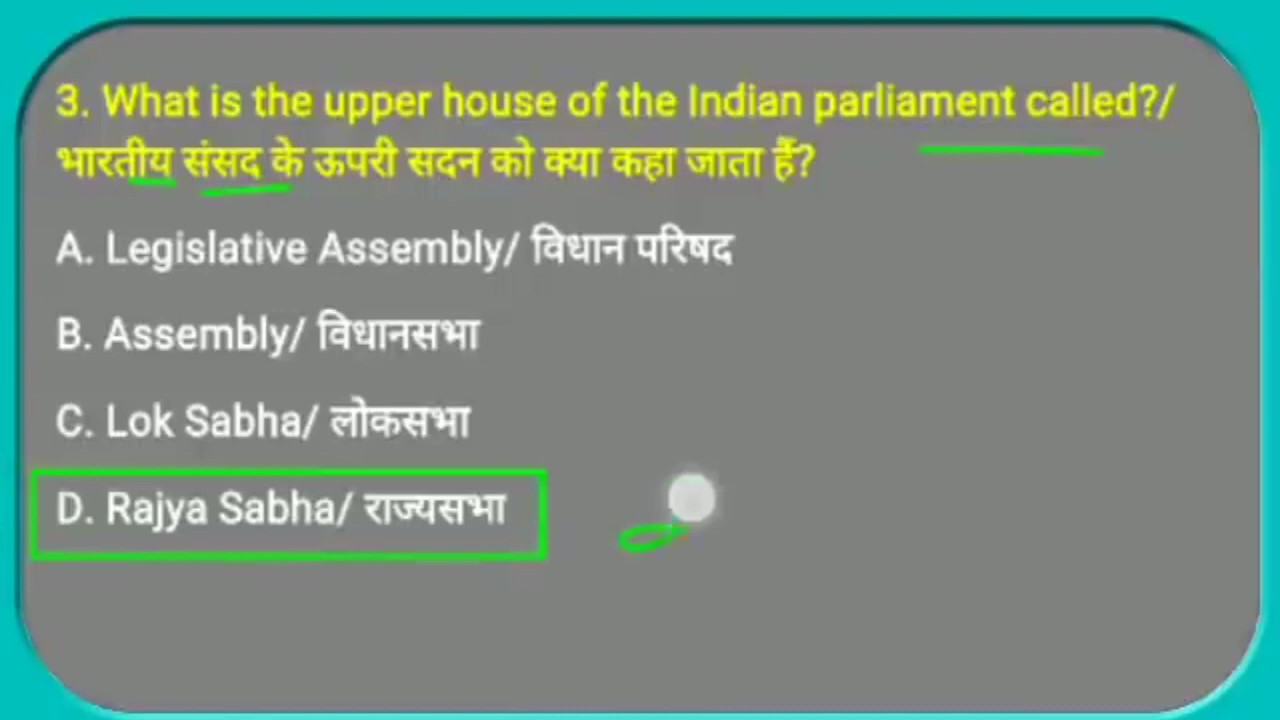 3. What is the upper house of the Indian parliament called?/
भारतीय संसद के ऊपरी सदन को क्या कहा जाता हैं?
A. Legislative Assembly/ विधान परिषद
B. Assembly/ विधानसभा
C. Lok Sabha/ लोकसभा
D. Rajya Sabha/ राज्यसभा